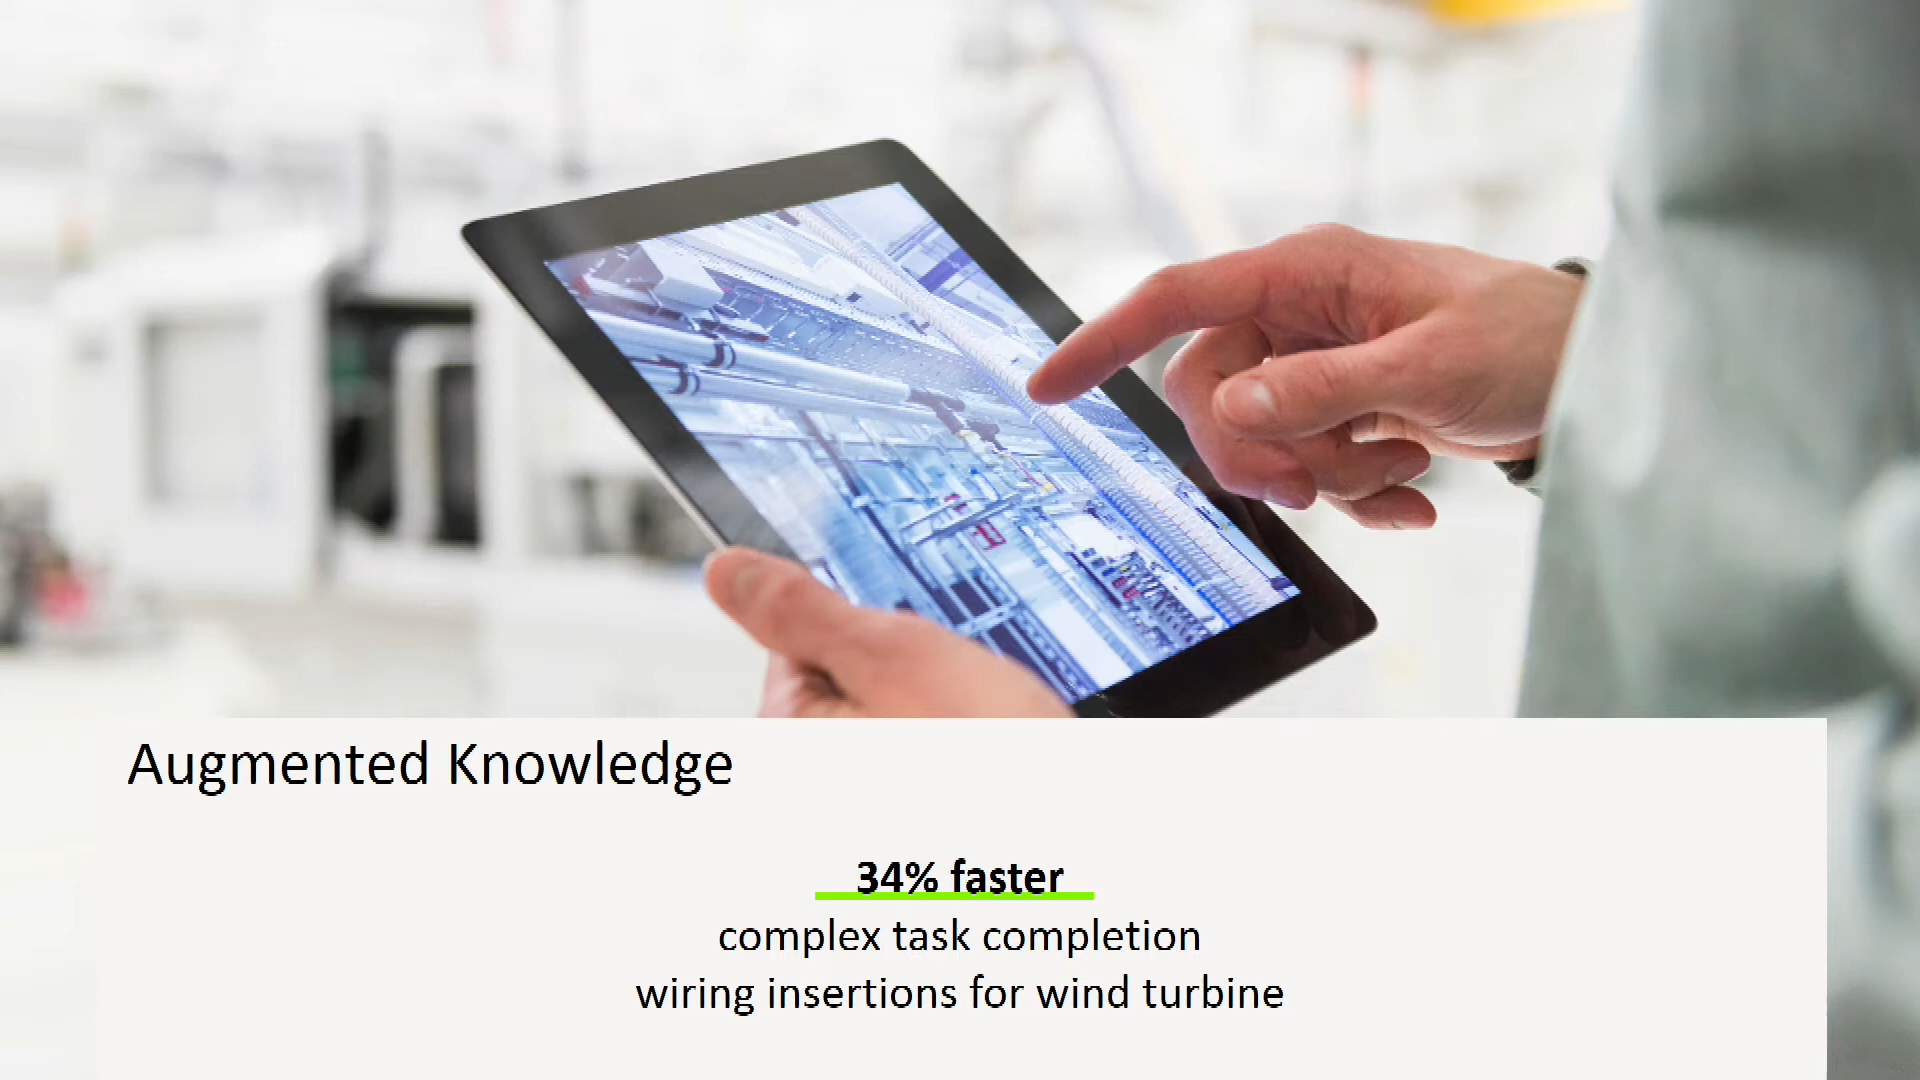 Augmented Knowledge
34% faster
complex task completion
wiring insertions for wind turbine